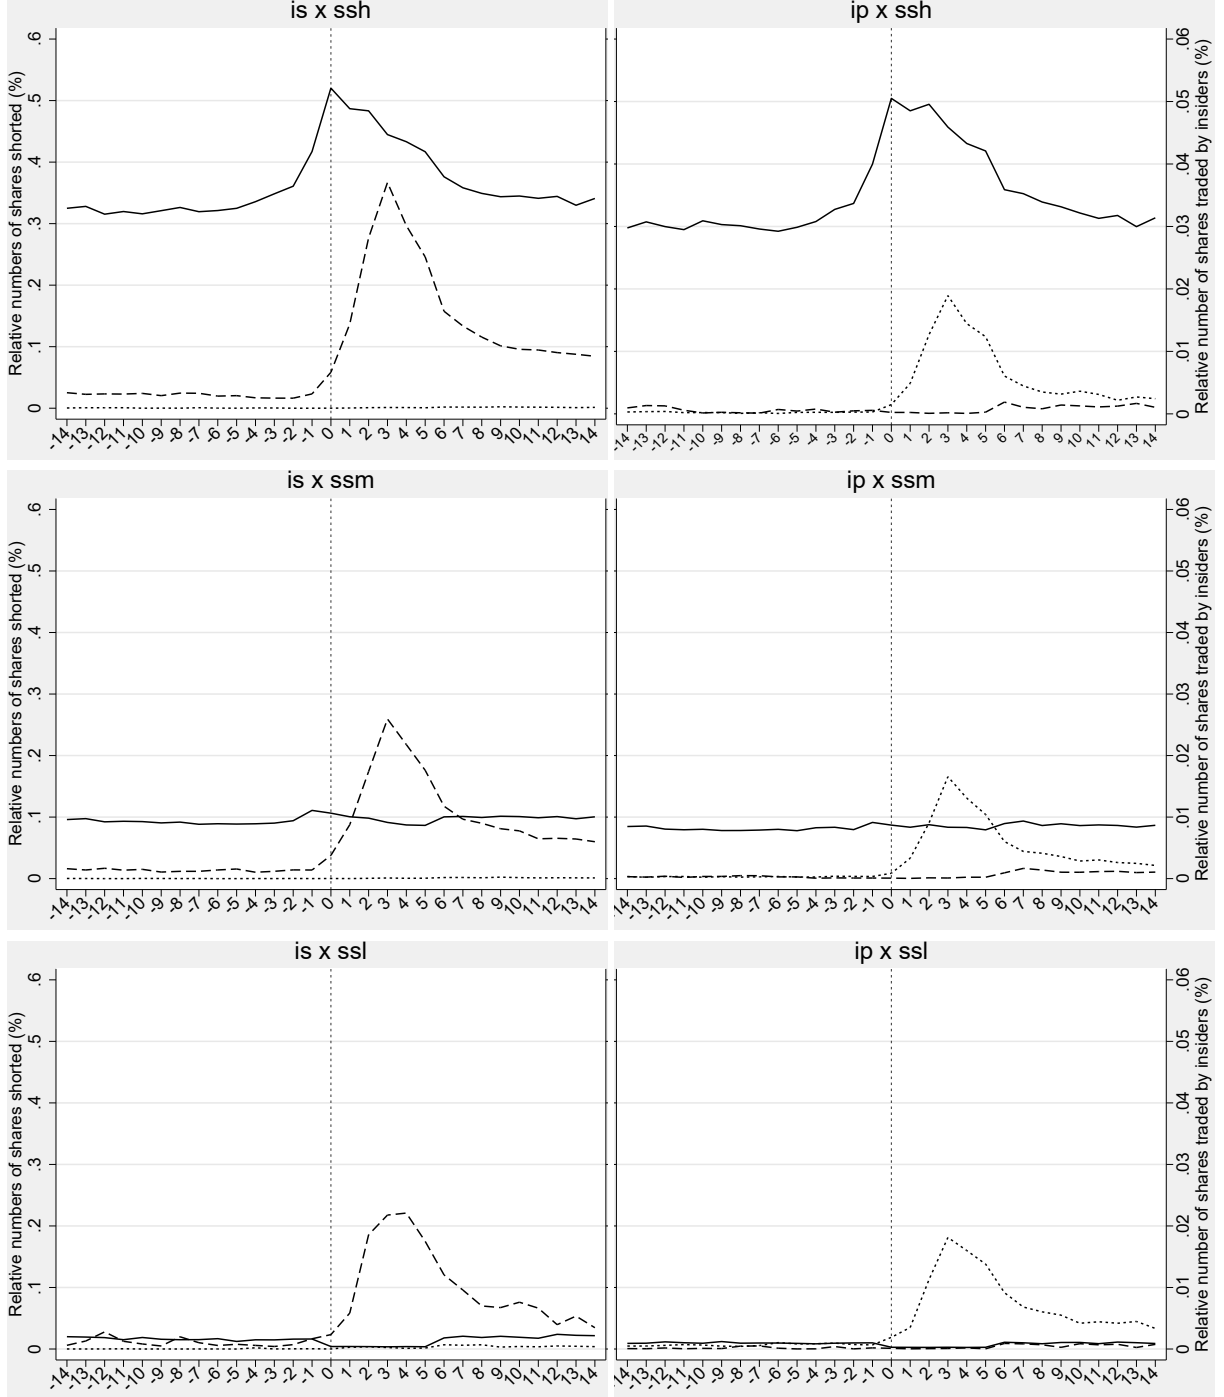 is x ssh
ip x ssh
Relative numbers of shares shorted (%)
0 .1 .2 .3 .4 .5 .6
-14 -13 -12 -11 -10 -9 -8 -7 -6 -5 -4 -3 -2 -1 0 1 2 3 4 5 6 7 8 9 10 11 12 13 14
-14 -13 -12 -11 -10 -9 -8 -7 -6 -5 -4 -3 -2 -1 0 1 2 3 4 5 6 7 8 9 10 11 12 13 14
0 .01 .02 .03 .04 .05 .06
Relative number of shares traded by insiders (%)
is x ssm
ip x ssm
Relative numbers of shares shorted (%)
0 .1 .2 .3 .4 .5 .6
-14 -13 -12 -11 -10 -9 -8 -7 -6 -5 -4 -3 -2 -1 0 1 2 3 4 5 6 7 8 9 10 11 12 13 14
-14 -13 -12 -11 -10 -9 -8 -7 -6 -5 -4 -3 -2 -1 0 1 2 3 4 5 6 7 8 9 10 11 12 13 14
0 .01 .02 .03 .04 .05 .06
Relative number of shares traded by insiders (%)
is x ssl
ip x ssl
Relative numbers of shares shorted (%)
0 .1 .2 .3 .4 .5 .6
-14 -13 -12 -11 -10 -9 -8 -7 -6 -5 -4 -3 -2 -1 0 1 2 3 4 5 6 7 8 9 10 11 12 13 14
-14 -13 -12 -11 -10 -9 -8 -7 -6 -5 -4 -3 -2 -1 0 1 2 3 4 5 6 7 8 9 10 11 12 13 14
0 .01 .02 .03 .04 .05 .06
Relative number of shares traded by insiders (%)